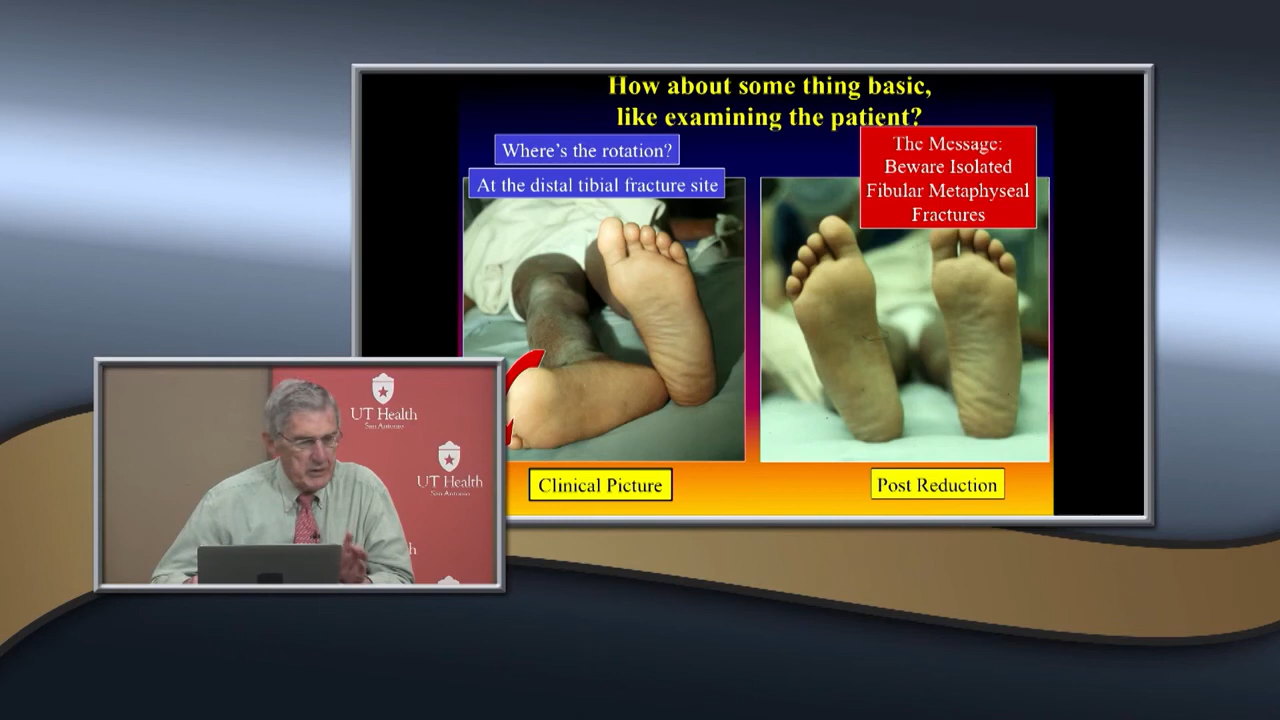 How about some thing basic,
like examining the patient?
Where's the rotation?
At the distal tibial fracture site
The Message:
Beware Isolated
Fibular Metaphyseal
Fractures
Clinical Picture
Post Reduction
UT Health
San Antonio
UT Health
San Antonio
h